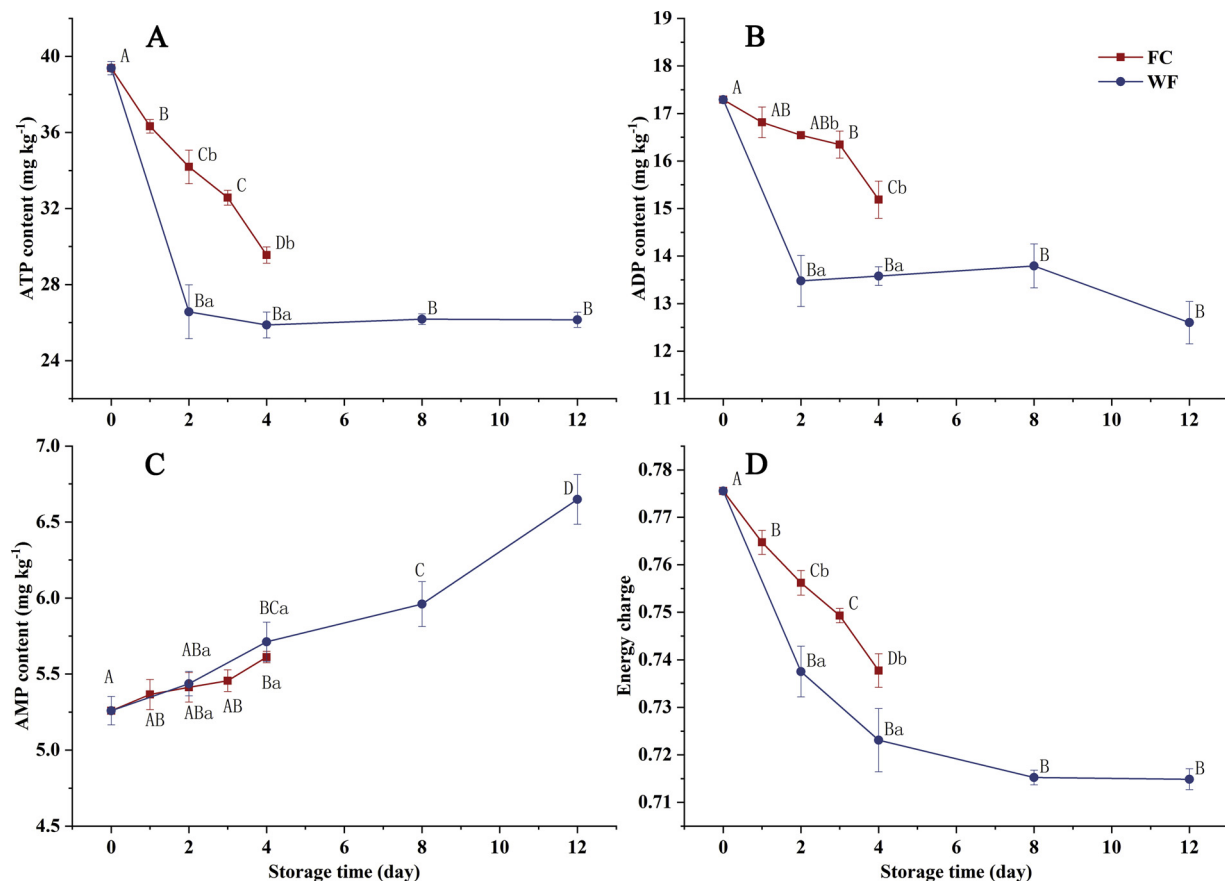 A
ATP content (mg kg⁻¹)
40
36
32
28
24
A
B
Cb
C
Db
Ba
Ba
B
B
0
2
4
6
8
10
12
B
FC
WF
ADP content (mg kg⁻¹)
19
18
17
16
15
14
13
12
11
A
AB
ABb
B
Cb
Ba
Ba
B
B
0
2
4
6
8
10
12
C
AMP content (mg kg⁻¹)
7.0
6.5
6.0
5.5
5.0
4.5
A
AB
ABa
ABa
AB
BCa
Ba
C
D
0
2
4
6
8
10
12
Storage time (day)
D
Energy charge
0.78
0.77
0.76
0.75
0.74
0.73
0.72
0.71
A
B
Cb
C
Db
Ba
Ba
B
B
0
2
4
6
8
10
12
Storage time (day)